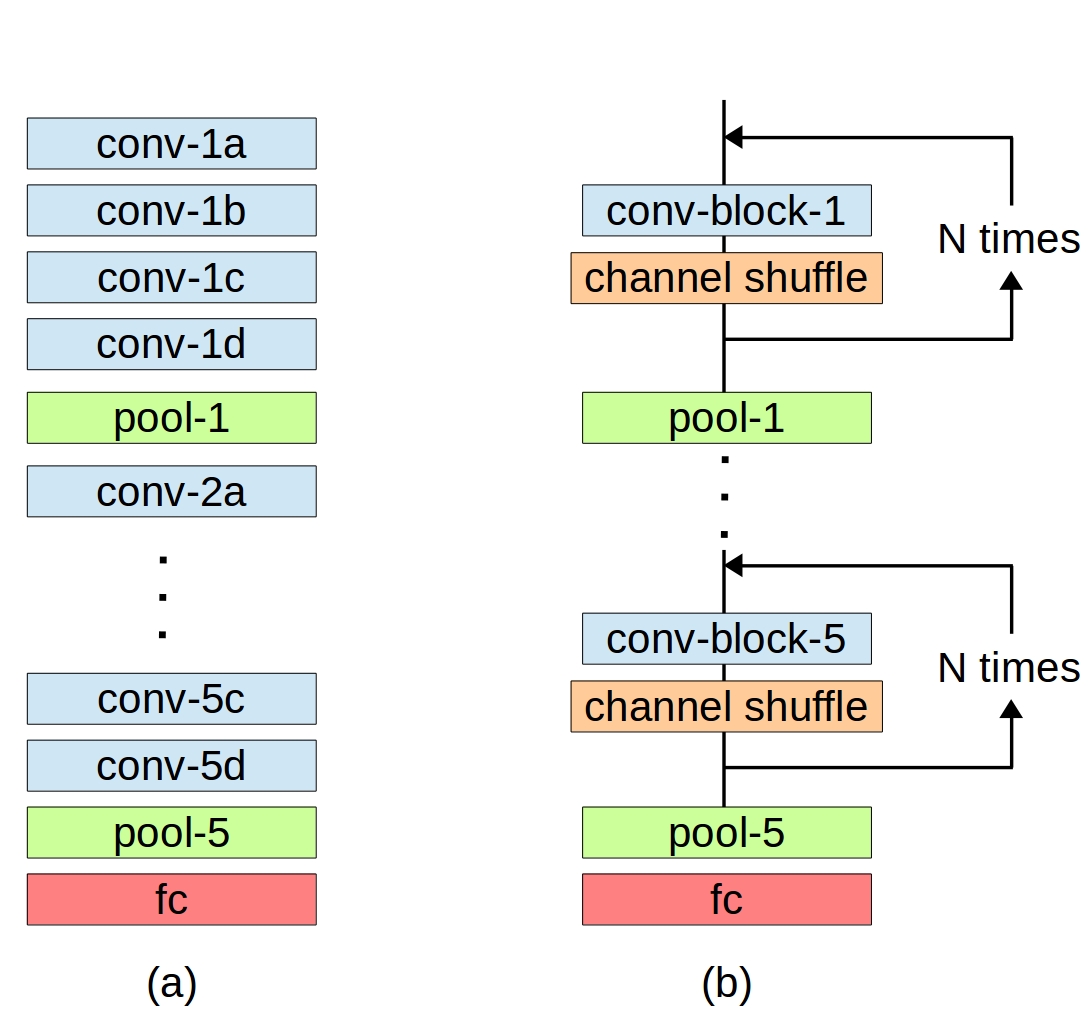 conv-1a
conv-1b
conv-1c
conv-1d
pool-1
conv-2a
conv-5c
conv-5d
pool-5
fc
(a)
conv-block-1
channel shuffle
N times
pool-1
conv-block-5
channel shuffle
N times
pool-5
fc
(b)